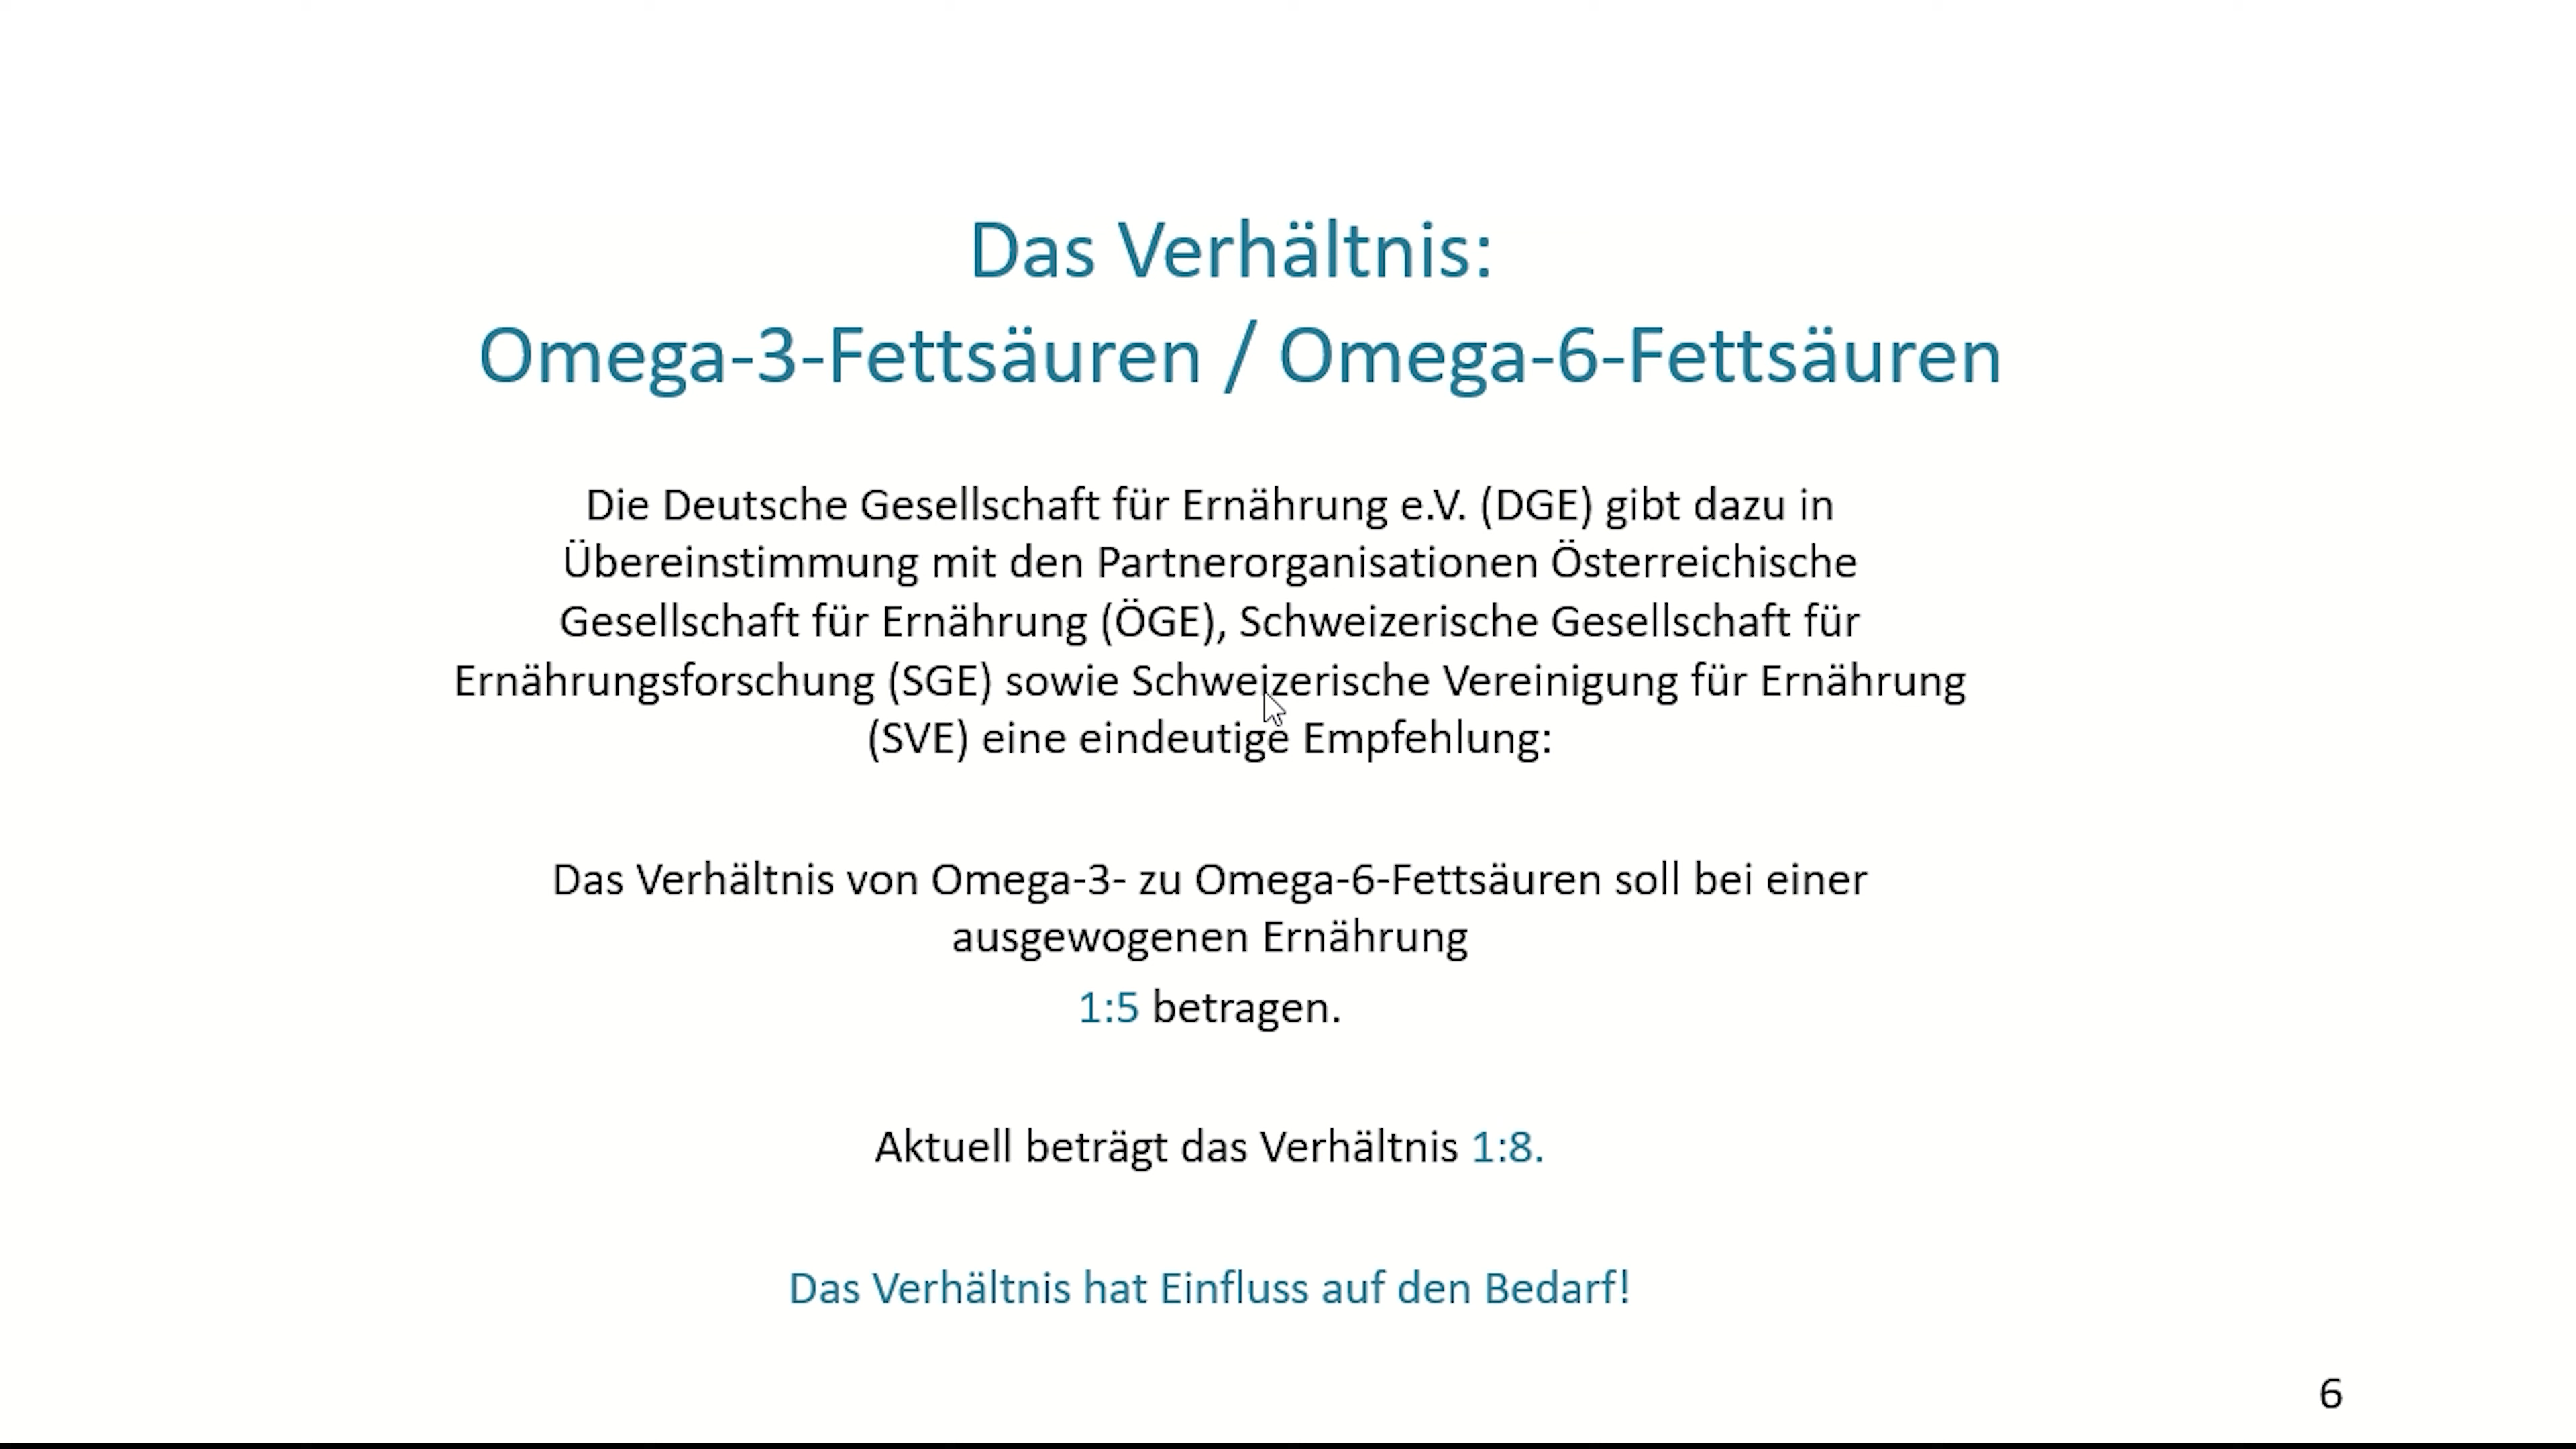 Das Verhältnis:
Omega-3-Fettsäuren / Omega-6-Fettsäuren
Die Deutsche Gesellschaft für Ernährung e.V. (DGE) gibt dazu in
Übereinstimmung mit den Partnerorganisationen Österreichische
Gesellschaft für Ernährung (ÖGE), Schweizerische Gesellschaft für
Ernährungsforschung (SGE) sowie Schweizerische Vereinigung für Ernährung
(SVE) eine eindeutige Empfehlung:
Das Verhältnis von Omega-3- zu Omega-6-Fettsäuren soll bei einer
ausgewogenen Ernährung
1:5 betragen.
Aktuell beträgt das Verhältnis 1:8.
Das Verhältnis hat Einfluss auf den Bedarf!
6